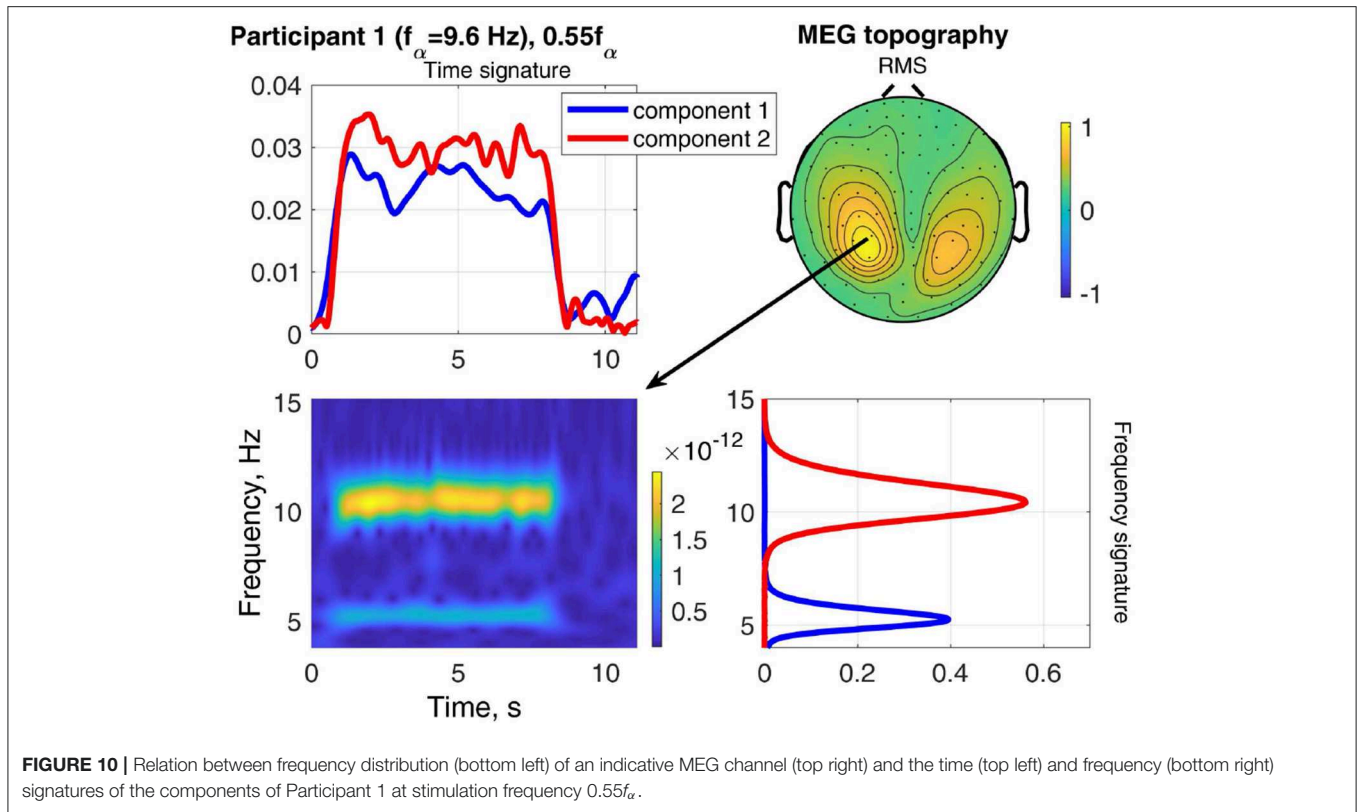 Participant 1 (fα=9.6 Hz), 0.55fα
Time signature
0.04
0.03
0.02
0.01
0
0 5 10
component 1
component 2
MEG topography
RMS
1
0
-1
15
10
5
Frequency, Hz
0 5 10
Time, s
×10-12
2
1.5
1
0.5
15
10
5
0 0.2 0.4 0.6
Frequency signature
FIGURE 10 | Relation between frequency distribution (bottom left) of an indicative MEG channel (top right) and the time (top left) and frequency (bottom right)
signatures of the components of Participant 1 at stimulation frequency 0.55fα.